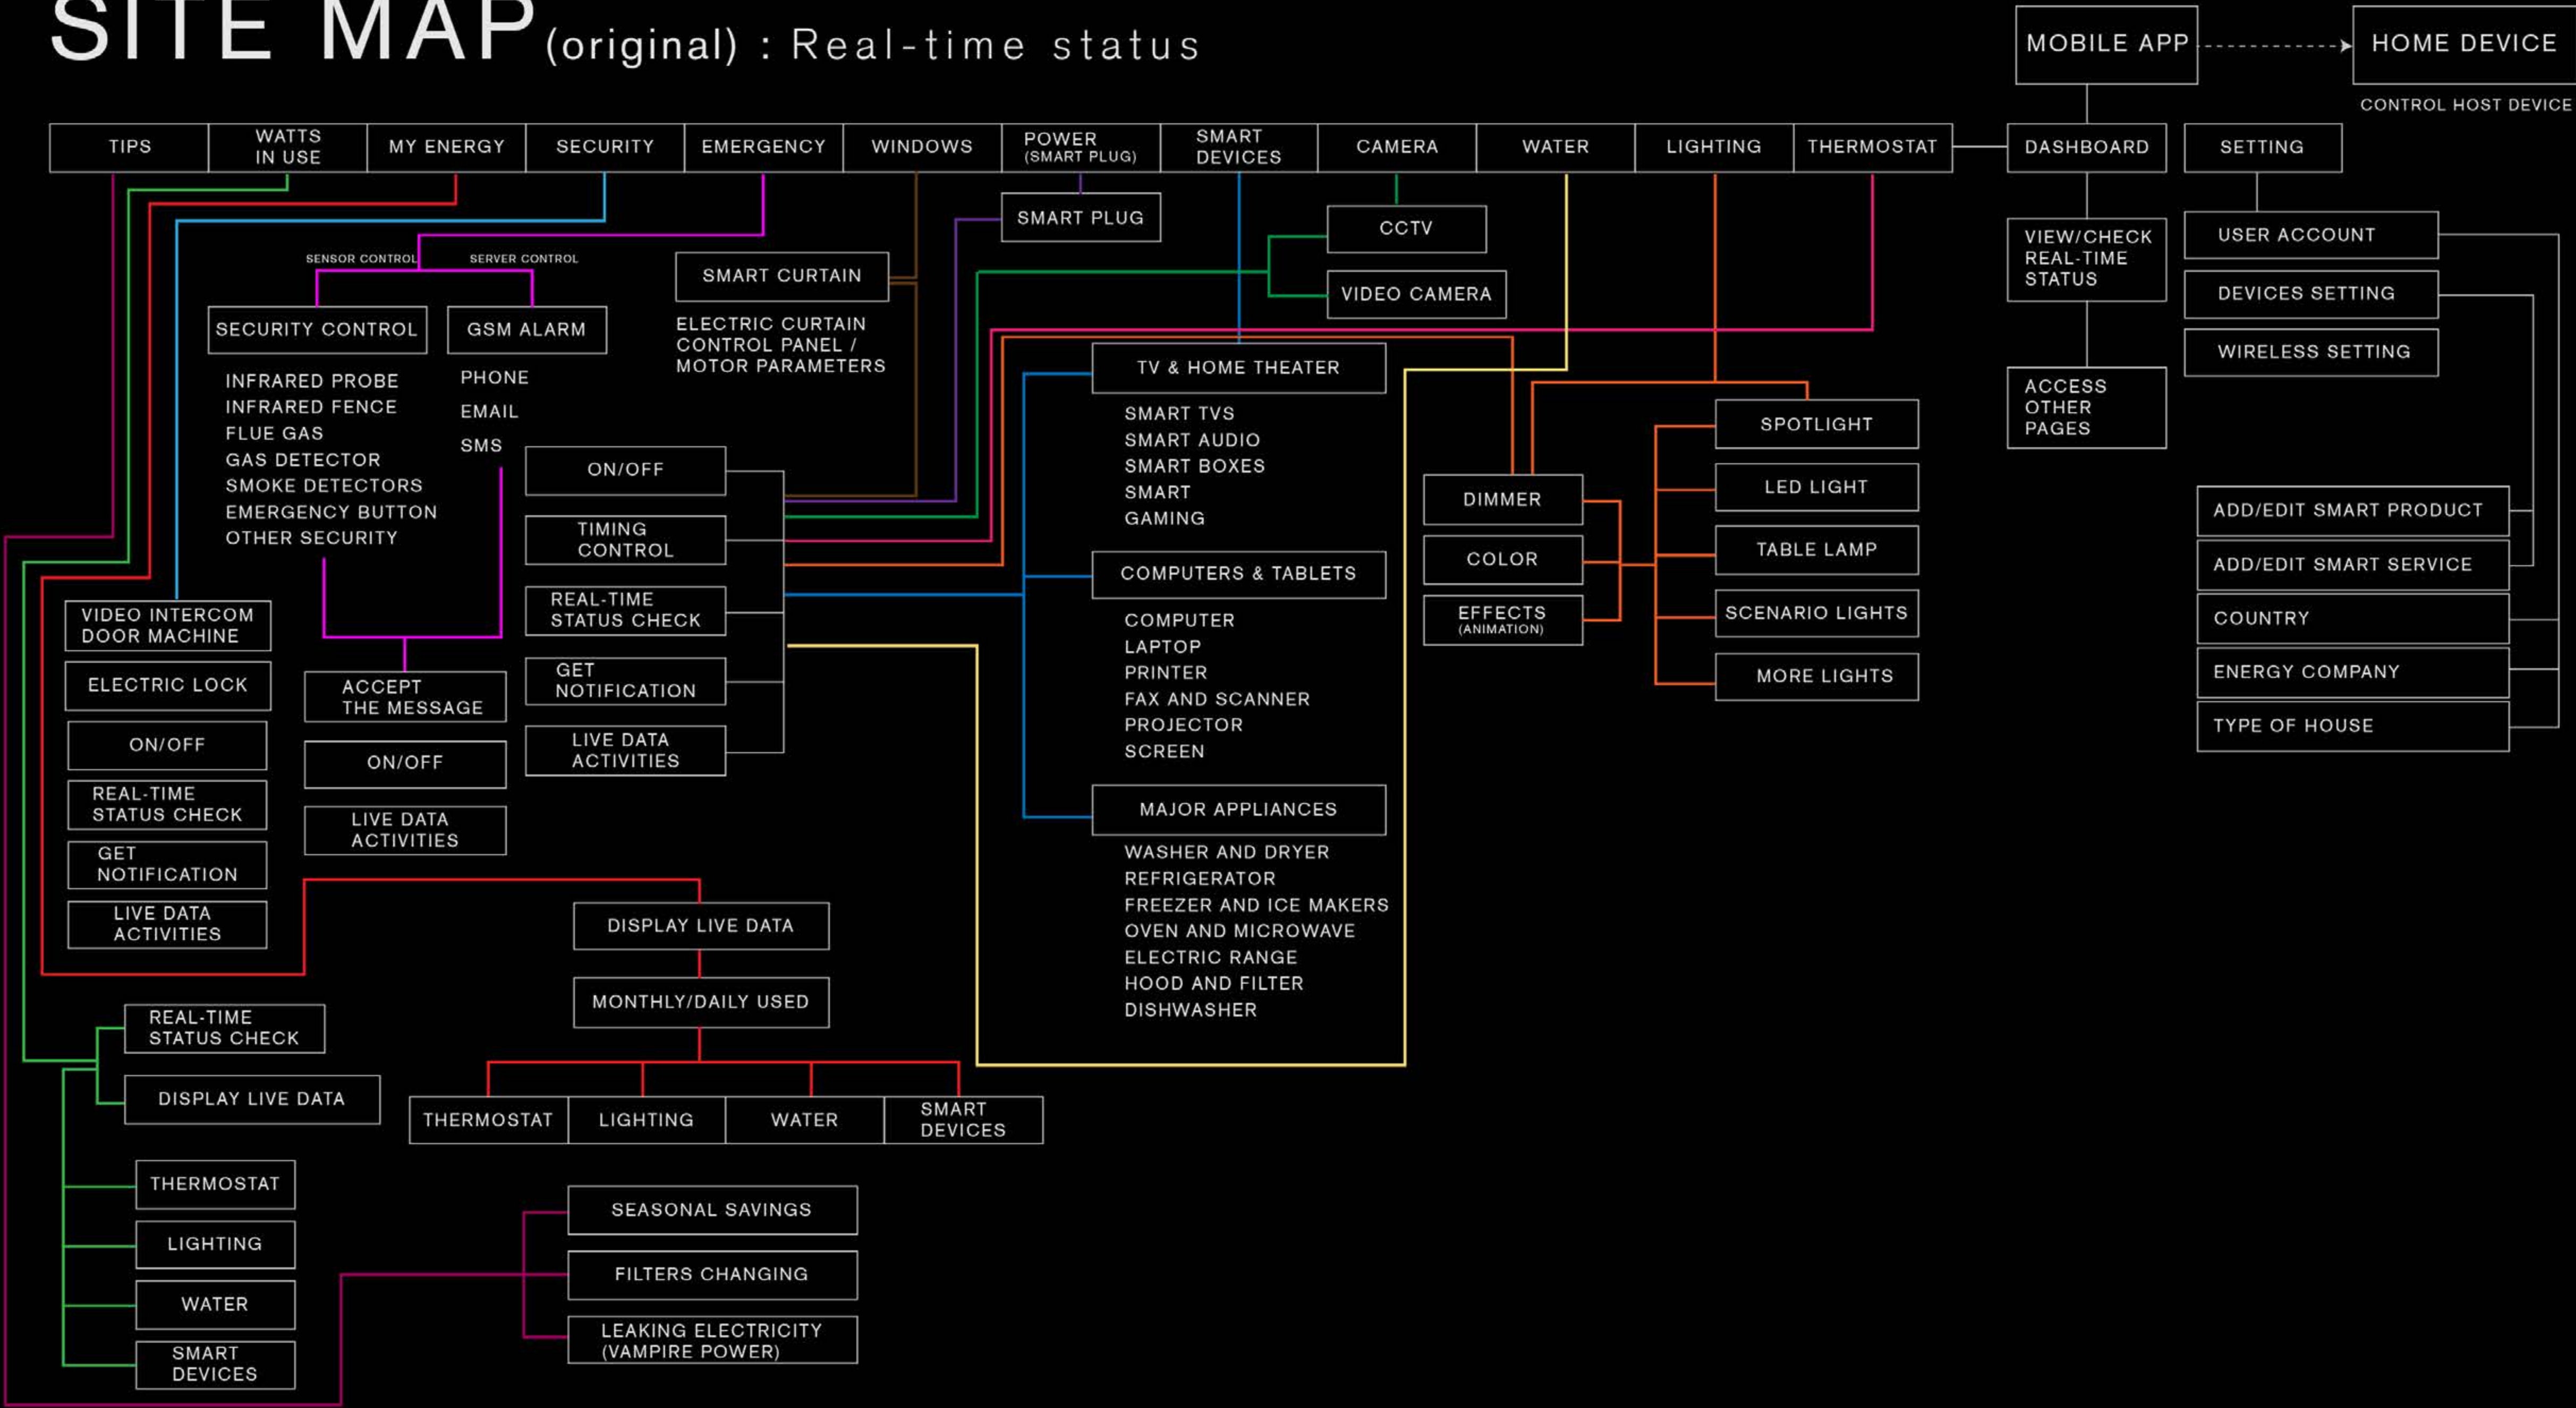 SITE MAP (original) : Real-time status
MOBILE APP
HOME DEVICE
CONTROL HOST DEVICE
TIPS
WATTS
IN USE
MY ENERGY
SECURITY
EMERGENCY
WINDOWS
POWER
(SMART PLUG)
SMART
DEVICES
CAMERA
WATER
LIGHTING
THERMOSTAT
DASHBOARD
SETTING
SMART PLUG
CCTV
VIDEO CAMERA
VIEW/CHECK
REAL-TIME
STATUS
ACCESS
OTHER
PAGES
USER ACCOUNT
DEVICES SETTING
WIRELESS SETTING
ADD/EDIT SMART PRODUCT
ADD/EDIT SMART SERVICE
COUNTRY
ENERGY COMPANY
TYPE OF HOUSE
SENSOR CONTROL
SERVER CONTROL
SECURITY CONTROL
INFRARED PROBE
INFRARED FENCE
FLUE GAS
GAS DETECTOR
SMOKE DETECTORS
EMERGENCY BUTTON
OTHER SECURITY
GSM ALARM
PHONE
EMAIL
SMS
SMART CURTAIN
ELECTRIC CURTAIN
CONTROL PANEL /
MOTOR PARAMETERS
ON/OFF
TIMING
CONTROL
REAL-TIME
STATUS CHECK
GET
NOTIFICATION
LIVE DATA
ACTIVITIES
TV & HOME THEATER
SMART TVS
SMART AUDIO
SMART BOXES
SMART
GAMING
COMPUTERS & TABLETS
COMPUTER
LAPTOP
PRINTER
FAX AND SCANNER
PROJECTOR
SCREEN
MAJOR APPLIANCES
WASHER AND DRYER
REFRIGERATOR
FREEZER AND ICE MAKERS
OVEN AND MICROWAVE
ELECTRIC RANGE
HOOD AND FILTER
DISHWASHER
DIMMER
COLOR
EFFECTS
(ANIMATION)
SPOTLIGHT
LED LIGHT
TABLE LAMP
SCENARIO LIGHTS
MORE LIGHTS
VIDEO INTERCOM
DOOR MACHINE
ELECTRIC LOCK
ON/OFF
REAL-TIME
STATUS CHECK
GET
NOTIFICATION
LIVE DATA
ACTIVITIES
ACCEPT
THE MESSAGE
ON/OFF
LIVE DATA
ACTIVITIES
DISPLAY LIVE DATA
MONTHLY/DAILY USED
THERMOSTAT
LIGHTING
WATER
SMART
DEVICES
REAL-TIME
STATUS CHECK
DISPLAY LIVE DATA
THERMOSTAT
LIGHTING
WATER
SMART
DEVICES
SEASONAL SAVINGS
FILTERS CHANGING
LEAKING ELECTRICITY
(VAMPIRE POWER)